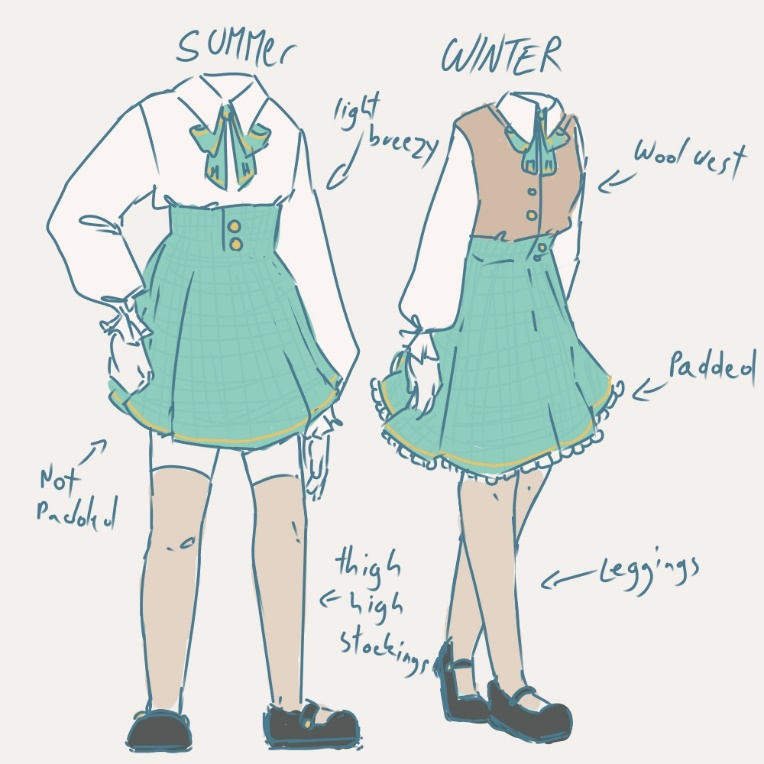 SUMMER
WINTER
light
breezy
Wool vest
Padded
Not
Padded
thigh
high
stockings
Leggings